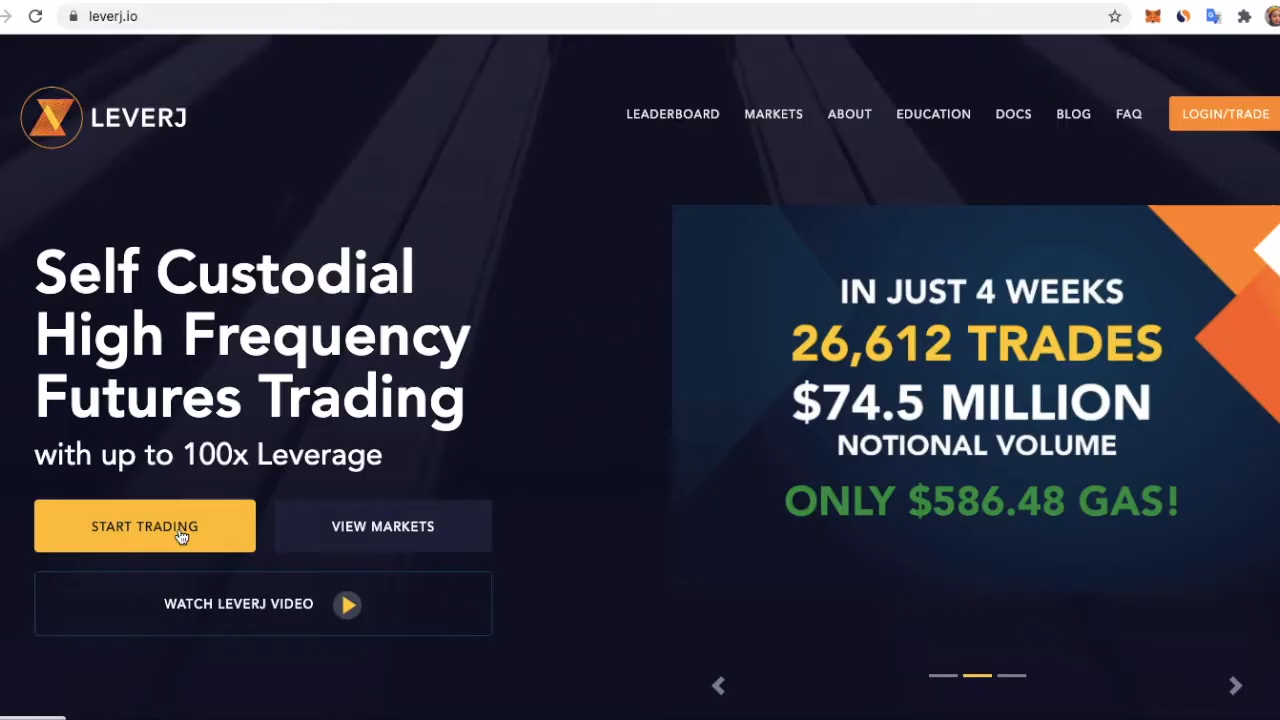 leverj.io
LEVERJ
LEADERBOARD MARKETS ABOUT EDUCATION DOCS BLOG FAQ LOGIN/TRADE
Self Custodial
High Frequency
Futures Trading
with up to 100x Leverage
START TRADING VIEW MARKETS
WATCH LEVERJ VIDEO
IN JUST 4 WEEKS
26,612 TRADES
$74.5 MILLION
NOTIONAL VOLUME
ONLY $586.48 GAS!